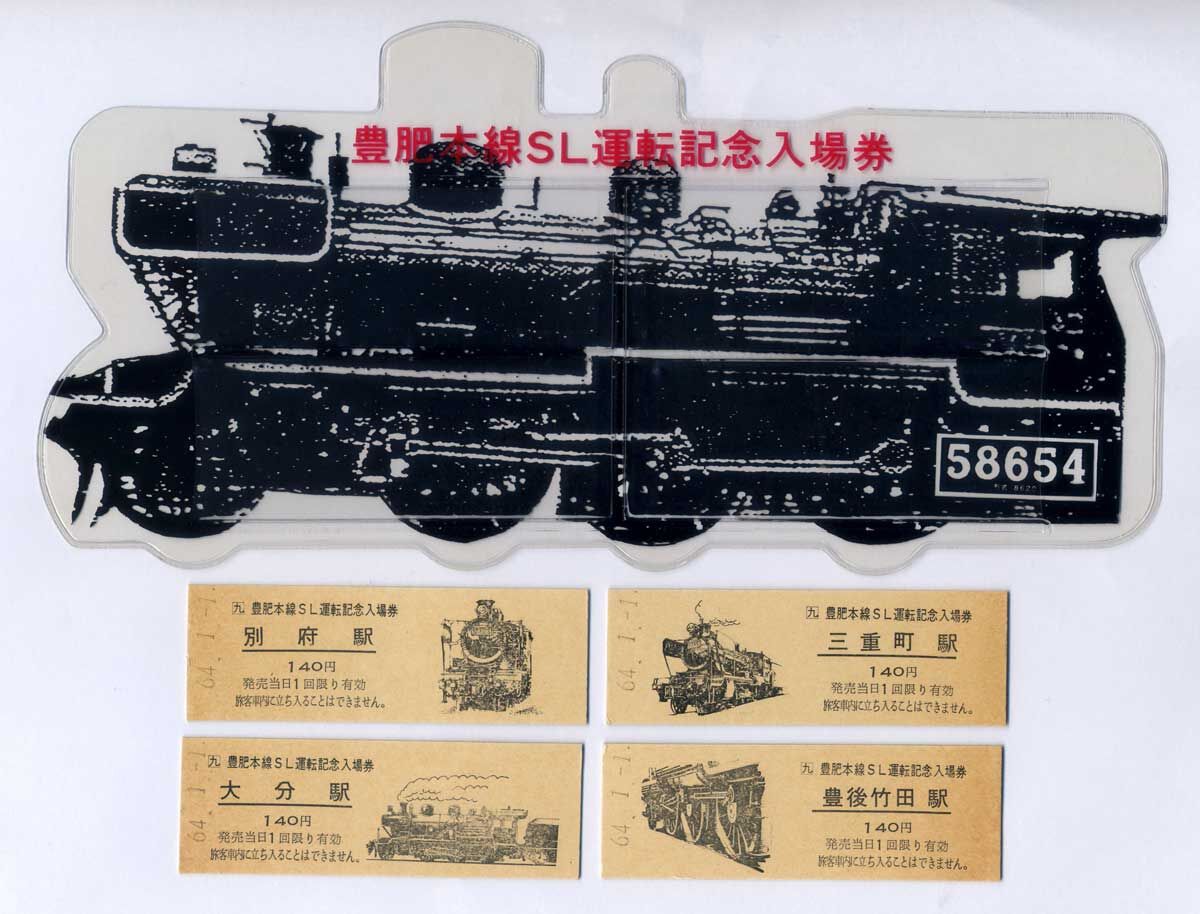 豊肥本線SL運転記念入場券
58654
形式 8620
九 豊肥本線SL運転記念入場券
別府駅
140円
発売当日1回限り有効
旅客車内に立ち入ることはできません。
64.1.-1
九 豊肥本線SL運転記念入場券
三重町駅
140円
発売当日1回限り有効
旅客車内に立ち入ることはできません。
64.1.-1
九 豊肥本線SL運転記念入場券
大分駅
140円
発売当日1回限り有効
旅客車内に立ち入ることはできません。
64.1.-1
九 豊肥本線SL運転記念入場券
豊後竹田駅
140円
発売当日1回限り有効
旅客車内に立ち入ることはできません。
64.1.-1